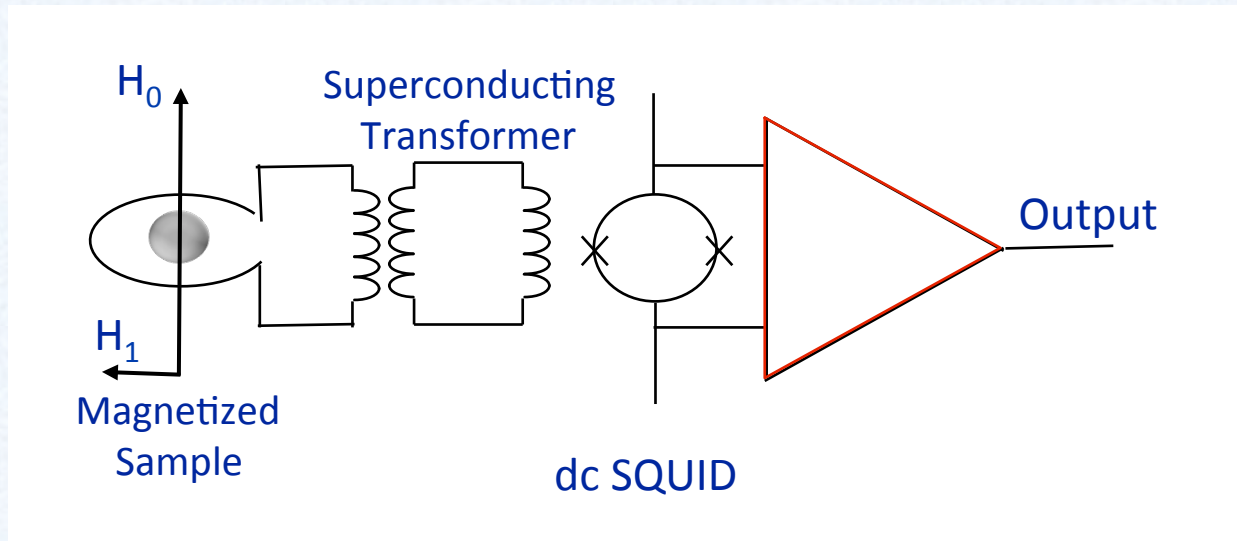 H₀
Superconducting
Transformer
Output
H₁
Magnetized
Sample
dc SQUID